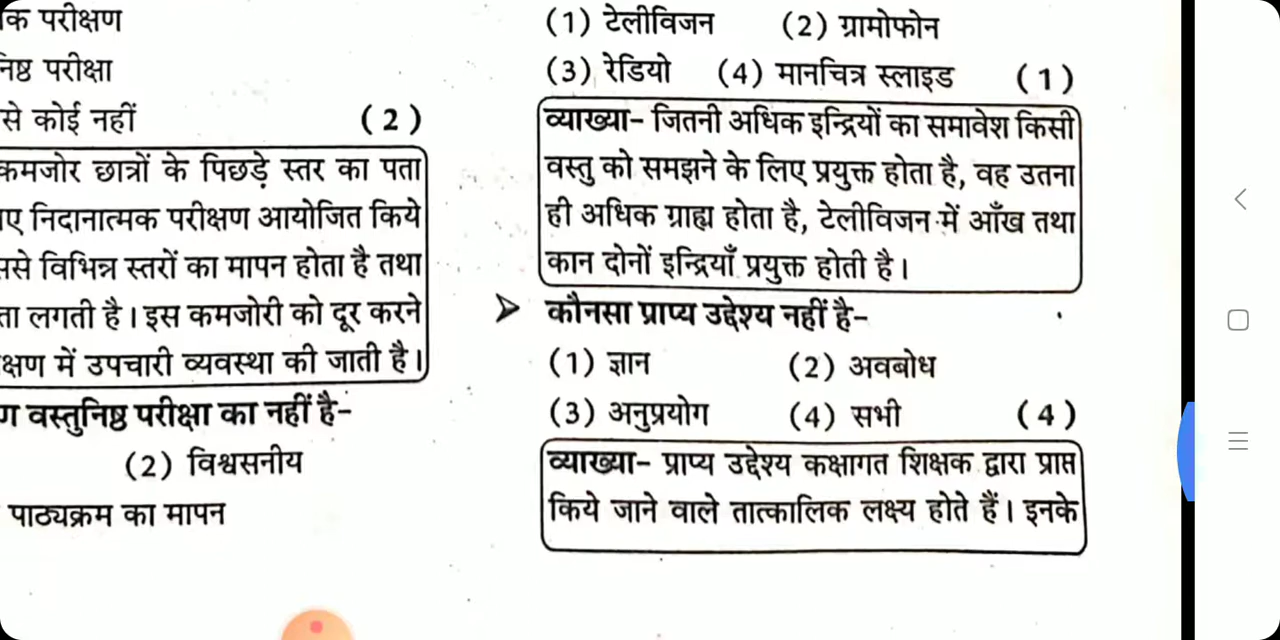 क परीक्षण
निष्ठ परीक्षा
से कोई नहीं (2)
कमजोर छात्रों के पिछड़े स्तर का पता
ए निदानात्मक परीक्षण आयोजित किये
ससे विभिन्न स्तरों का मापन होता है तथा
ता लगती है। इस कमजोरी को दूर करने
क्षण में उपचारी व्यवस्था की जाती है।
ण वस्तुनिष्ठ परीक्षा का नहीं है-
(2) विश्वसनीय
पाठ्यक्रम का मापन
(1) टेलीविजन (2) ग्रामोफोन
(3) रेडियो (4) मानचित्र स्लाइड (1)
व्याख्या- जितनी अधिक इन्द्रियों का समावेश किसी
वस्तु को समझने के लिए प्रयुक्त होता है, वह उतना
ही अधिक ग्राह्य होता है, टेलीविजन में आँख तथा
कान दोनों इन्द्रियाँ प्रयुक्त होती है।
➢ कौनसा प्राप्य उद्देश्य नहीं है-
(1) ज्ञान (2) अवबोध
(3) अनुप्रयोग (4) सभी (4)
व्याख्या- प्राप्य उद्देश्य कक्षागत शिक्षक द्वारा प्राप्त
किये जाने वाले तात्कालिक लक्ष्य होते हैं। इनके